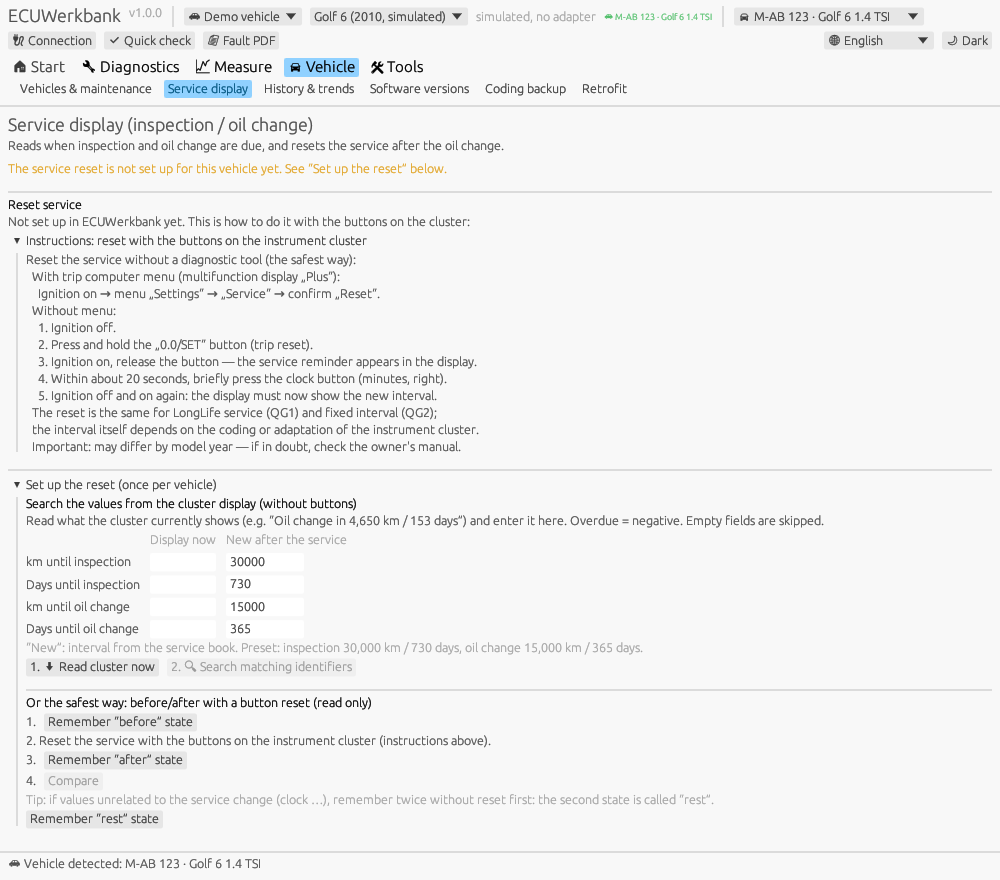 ECUWerkbank v1.0.0 Demo vehicle Golf 6 (2010, simulated) simulated, no adapter M-AB 123 · Golf 6 1.4 TSI M-AB 123 · Golf 6 1.4 TSI
Connection Quick check Fault PDF English Dark
Start Diagnostics Measure Vehicle Tools
Vehicles & maintenance Service display History & trends Software versions Coding backup Retrofit
Service display (inspection / oil change)
Reads when inspection and oil change are due, and resets the service after the oil change.
The service reset is not set up for this vehicle yet. See “Set up the reset” below.
Reset service
Not set up in ECUWerkbank yet. This is how to do it with the buttons on the cluster:
Instructions: reset with the buttons on the instrument cluster
Reset the service without a diagnostic tool (the safest way):
With trip computer menu (multifunction display „Plus“):
Ignition on → menu „Settings“ → „Service“ → confirm „Reset“.
Without menu:
1. Ignition off.
2. Press and hold the „0.0/SET“ button (trip reset).
3. Ignition on, release the button — the service reminder appears in the display.
4. Within about 20 seconds, briefly press the clock button (minutes, right).
5. Ignition off and on again: the display must now show the new interval.
The reset is the same for LongLife service (QG1) and fixed interval (QG2);
the interval itself depends on the coding or adaptation of the instrument cluster.
Important: may differ by model year — if in doubt, check the owner's manual.
Set up the reset (once per vehicle)
Search the values from the cluster display (without buttons)
Read what the cluster currently shows (e.g. “Oil change in 4,650 km / 153 days”) and enter it here. Overdue = negative. Empty fields are skipped.
Display now New after the service
km until inspection 30000
Days until inspection 730
km until oil change 15000
Days until oil change 365
“New”: interval from the service book. Preset: inspection 30,000 km / 730 days, oil change 15,000 km / 365 days.
1. Read cluster now 2. Search matching identifiers
Or the safest way: before/after with a button reset (read only)
1. Remember “before” state
2. Reset the service with the buttons on the instrument cluster (instructions above).
3. Remember “after” state
4. Compare
Tip: if values unrelated to the service change (clock …), remember twice without reset first: the second state is called “rest”.
Remember “rest” state
Vehicle detected: M-AB 123 · Golf 6 1.4 TSI